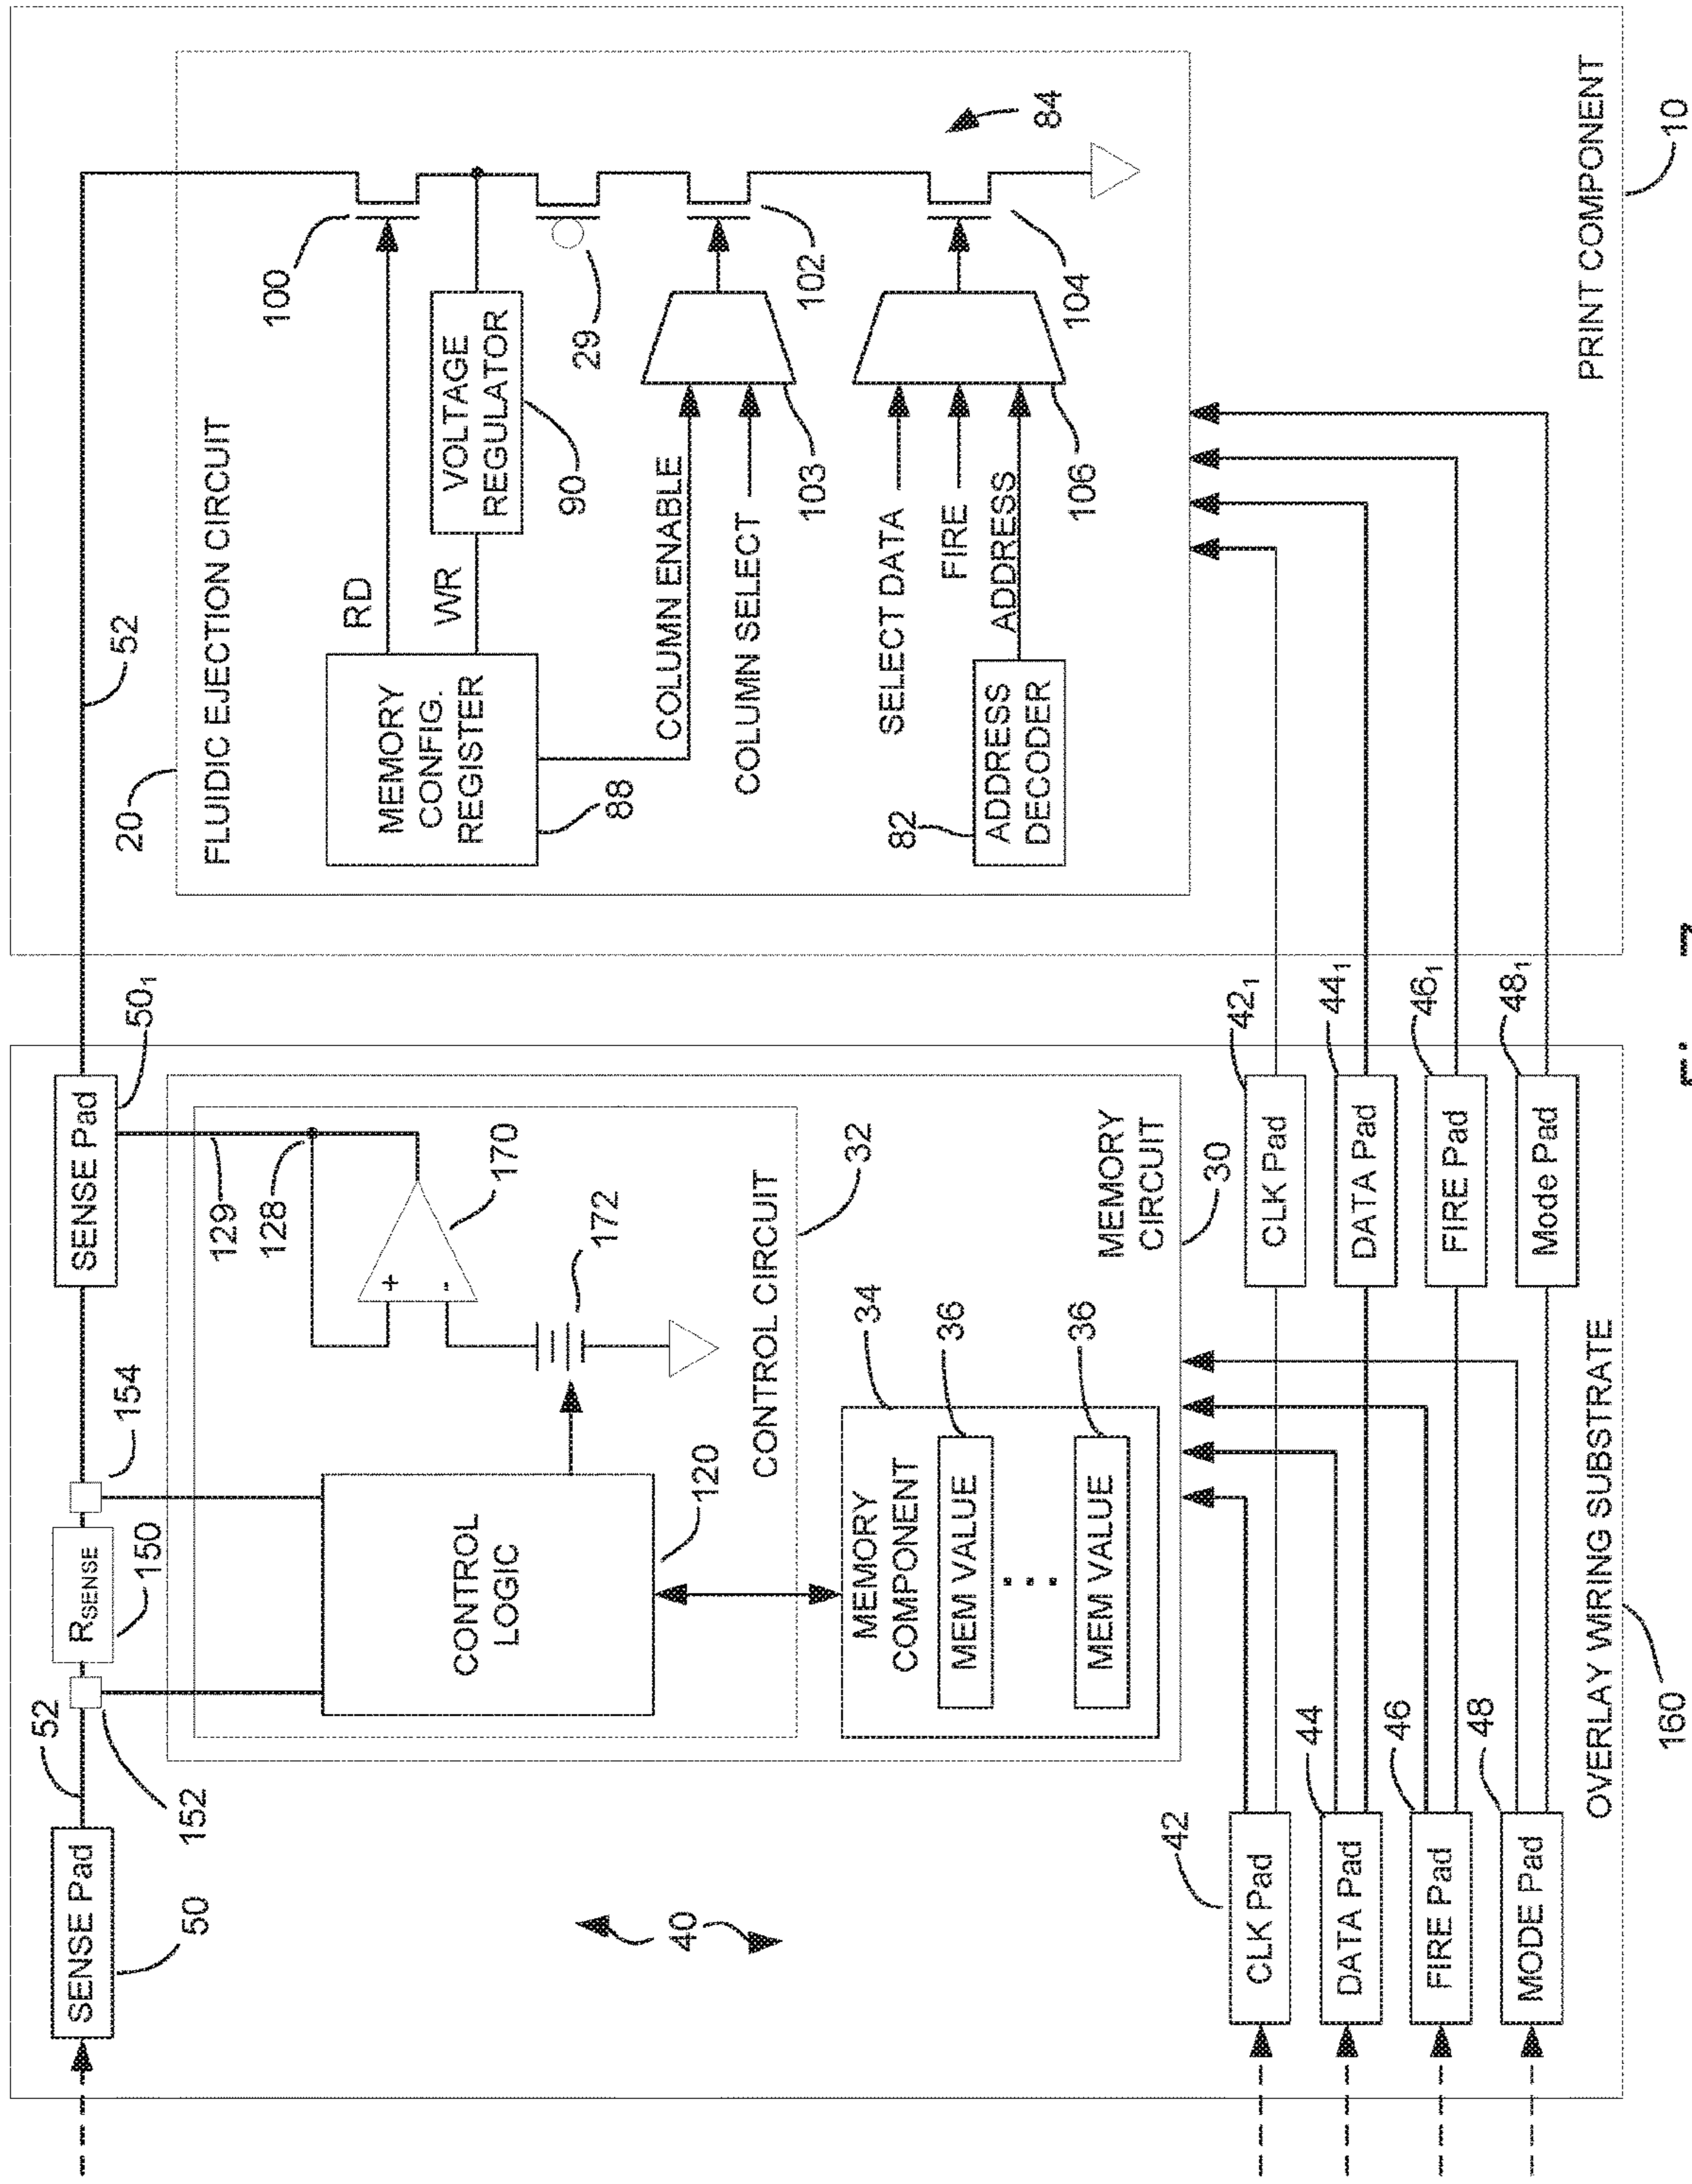 SENSE Pad
50
52
152
RSENSE
150
154
SENSE Pad
501
52
129
128
170
172
+
-
CONTROL
LOGIC
120
CONTROL CIRCUIT
32
MEMORY
COMPONENT
34
MEM VALUE
36
...
MEM VALUE
36
MEMORY
CIRCUIT
30
40
CLK Pad
42
DATA Pad
44
FIRE Pad
46
MODE Pad
48
CLK Pad
421
DATA Pad
441
FIRE Pad
461
Mode Pad
481
OVERLAY WIRING SUBSTRATE
160
20
FLUIDIC EJECTION CIRCUIT
MEMORY
CONFIG.
REGISTER
88
RD
WR
VOLTAGE
REGULATOR
90
100
29
COLUMN ENABLE
COLUMN SELECT
103
102
SELECT DATA
FIRE
ADDRESS
ADDRESS
DECODER
82
106
104
84
PRINT COMPONENT
10